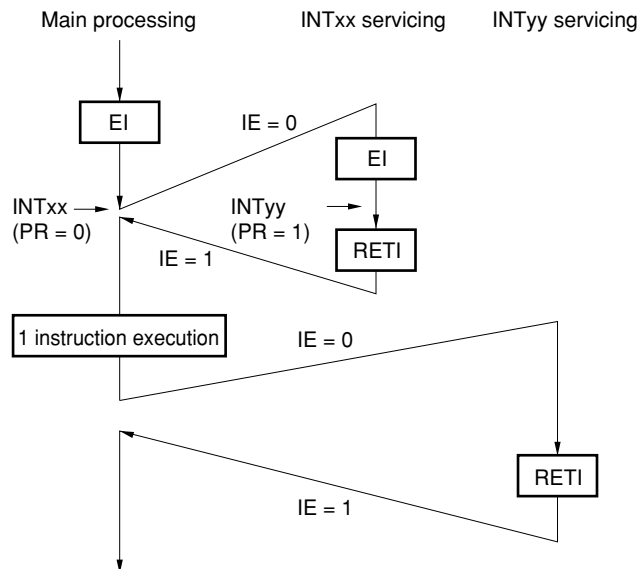 Main processing
INTxx servicing
INTyy servicing
EI
IE = 0
EI
INTxx
(PR = 0)
INTyy
(PR = 1)
RETI
IE = 1
1 instruction execution
IE = 0
RETI
IE = 1